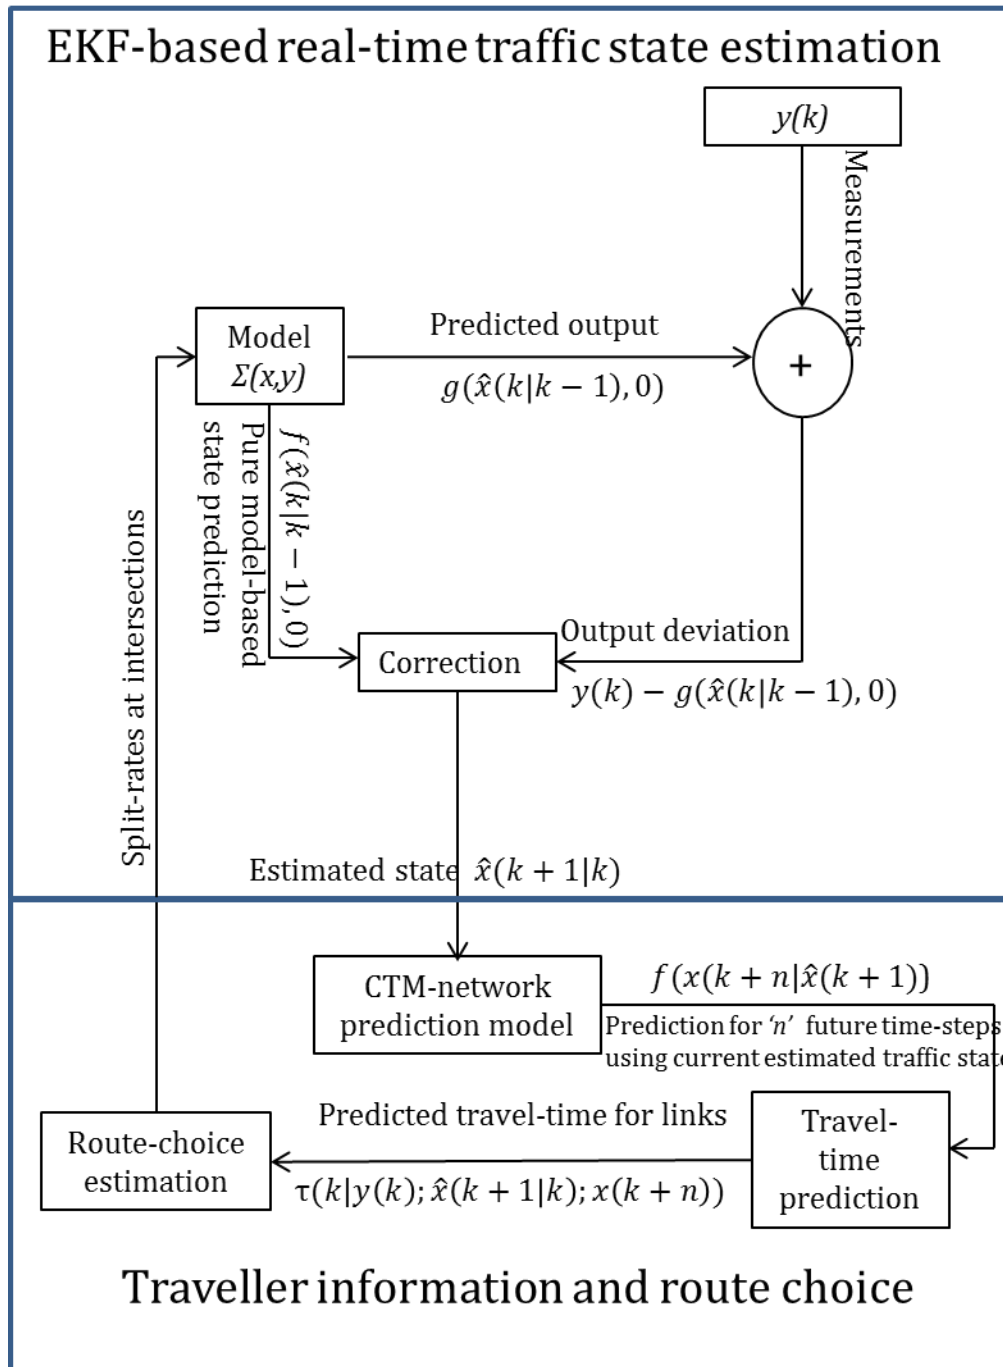 EKF-based real-time traffic state estimation
y(k)
Measurements
Model
Σ(x,y)
Predicted output
g(x̂(k|k − 1), 0)
+
f(x̂(k|k − 1), 0)
Pure model-based
state prediction
Split-rates at intersections
Correction
Output deviation
y(k) − g(x̂(k|k − 1), 0)
Estimated state x̂(k + 1|k)
CTM-network
prediction model
f(x(k + n|x̂(k + 1))
Prediction for ‘n’ future time-steps
using current estimated traffic state
Travel-
time
prediction
Predicted travel-time for links
τ(k|y(k); x̂(k + 1|k); x(k + n))
Route-choice
estimation
Traveller information and route choice